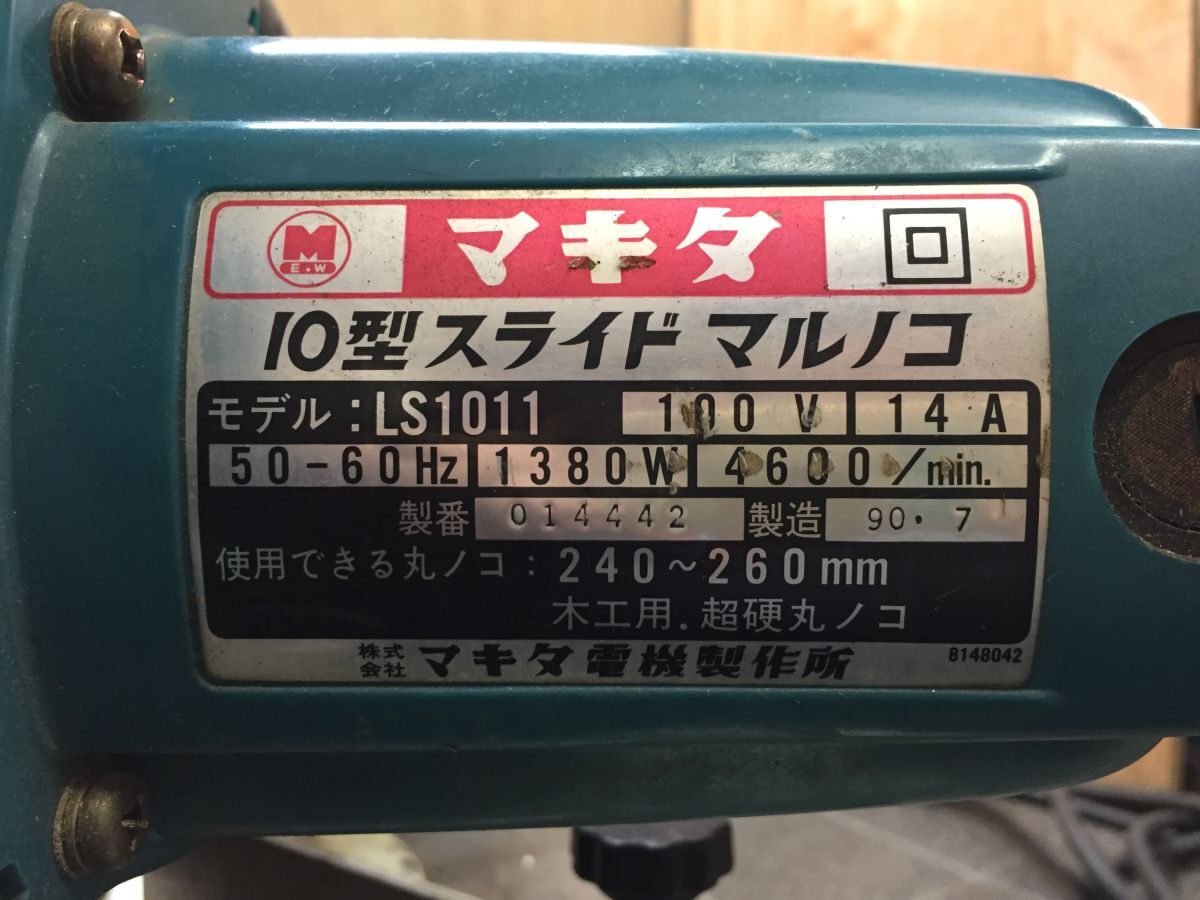 M
E.W
マキタ
10型スライドマルノコ
モデル:LS1011 100V 14A
50-60Hz 1380W 4600/min.
製番 014442 製造 90.7
使用できる丸ノコ:240~260mm
木工用.超硬丸ノコ
株式会社 マキタ電機製作所 8148042